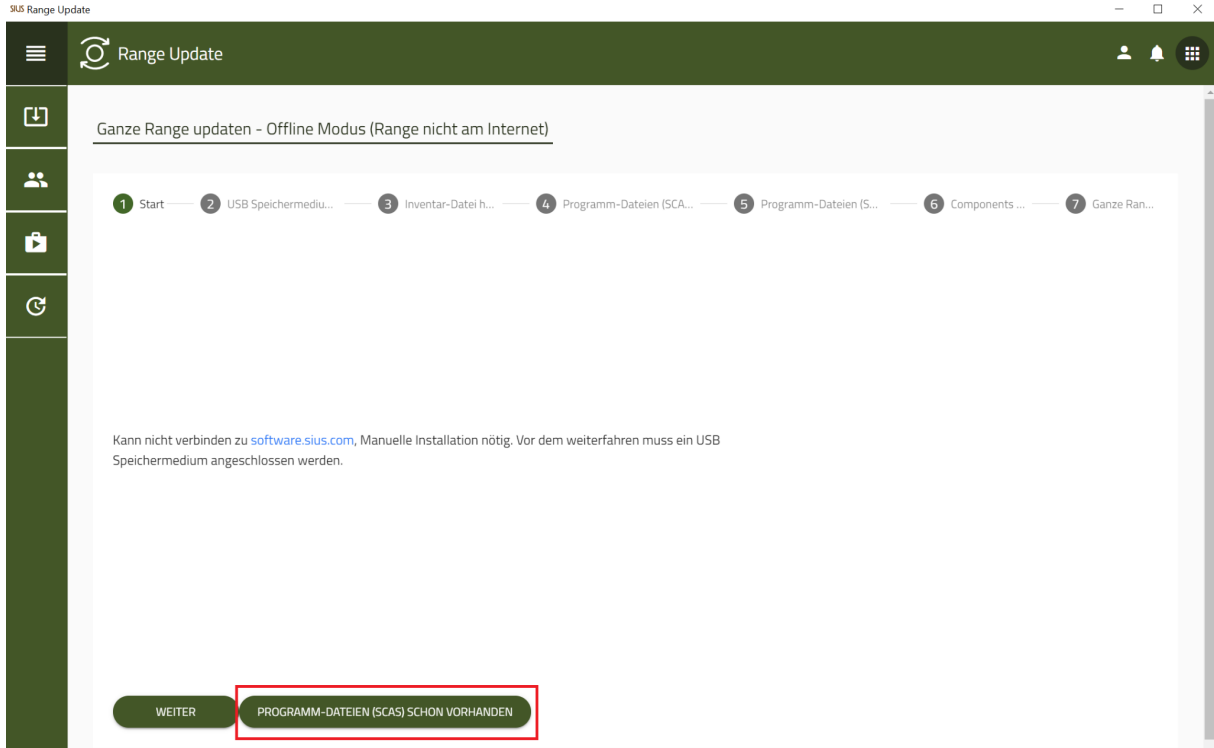 SIUS Range Update
Range Update
Ganze Range updaten - Offline Modus (Range nicht am Internet)
1 Start 2 USB Speichermediu... 3 Inventar-Datei h... 4 Programm-Dateien (SCA... 5 Programm-Dateien (S... 6 Components ... 7 Ganze Ran...
Kann nicht verbinden zu software.sius.com, Manuelle Installation nötig. Vor dem weiterfahren muss ein USB
Speichermedium angeschlossen werden.
WEITER PROGRAMM-DATEIEN (SCAS) SCHON VORHANDEN